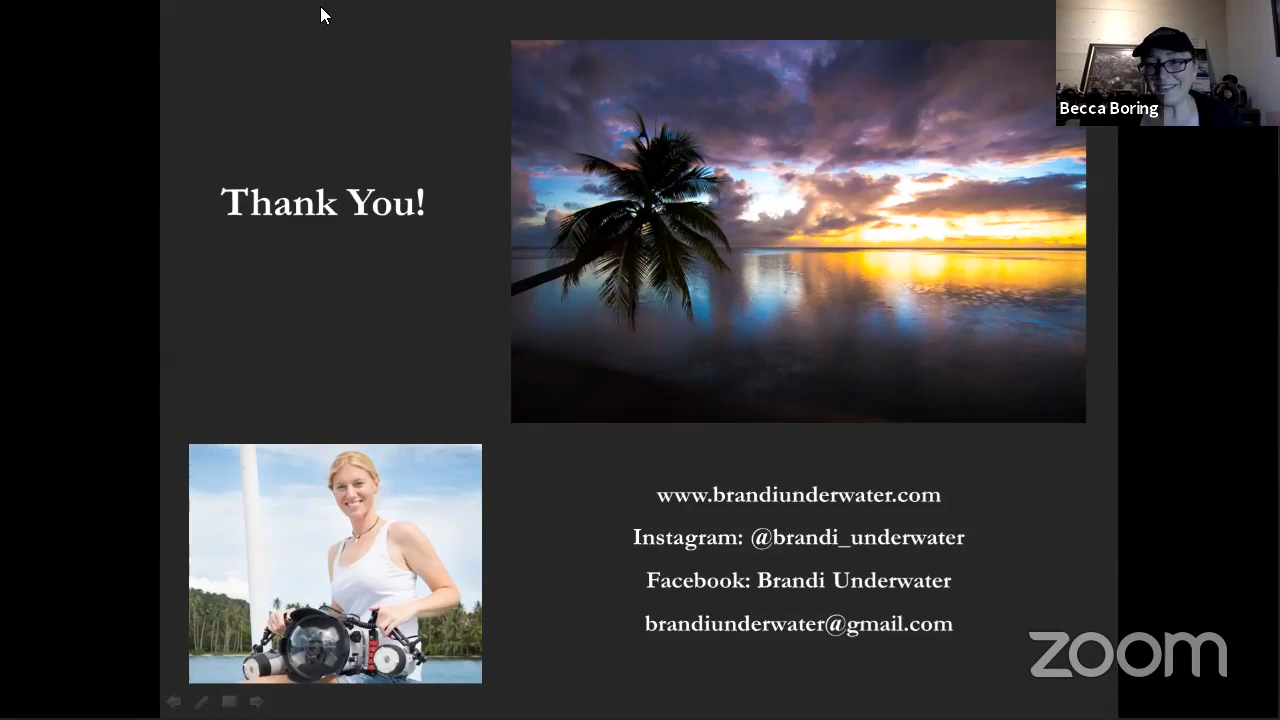 Becca Boring
Thank You!
www.brandiunderwater.com
Instagram: @brandi_underwater
Facebook: Brandi Underwater
brandiunderwater@gmail.com
zoom